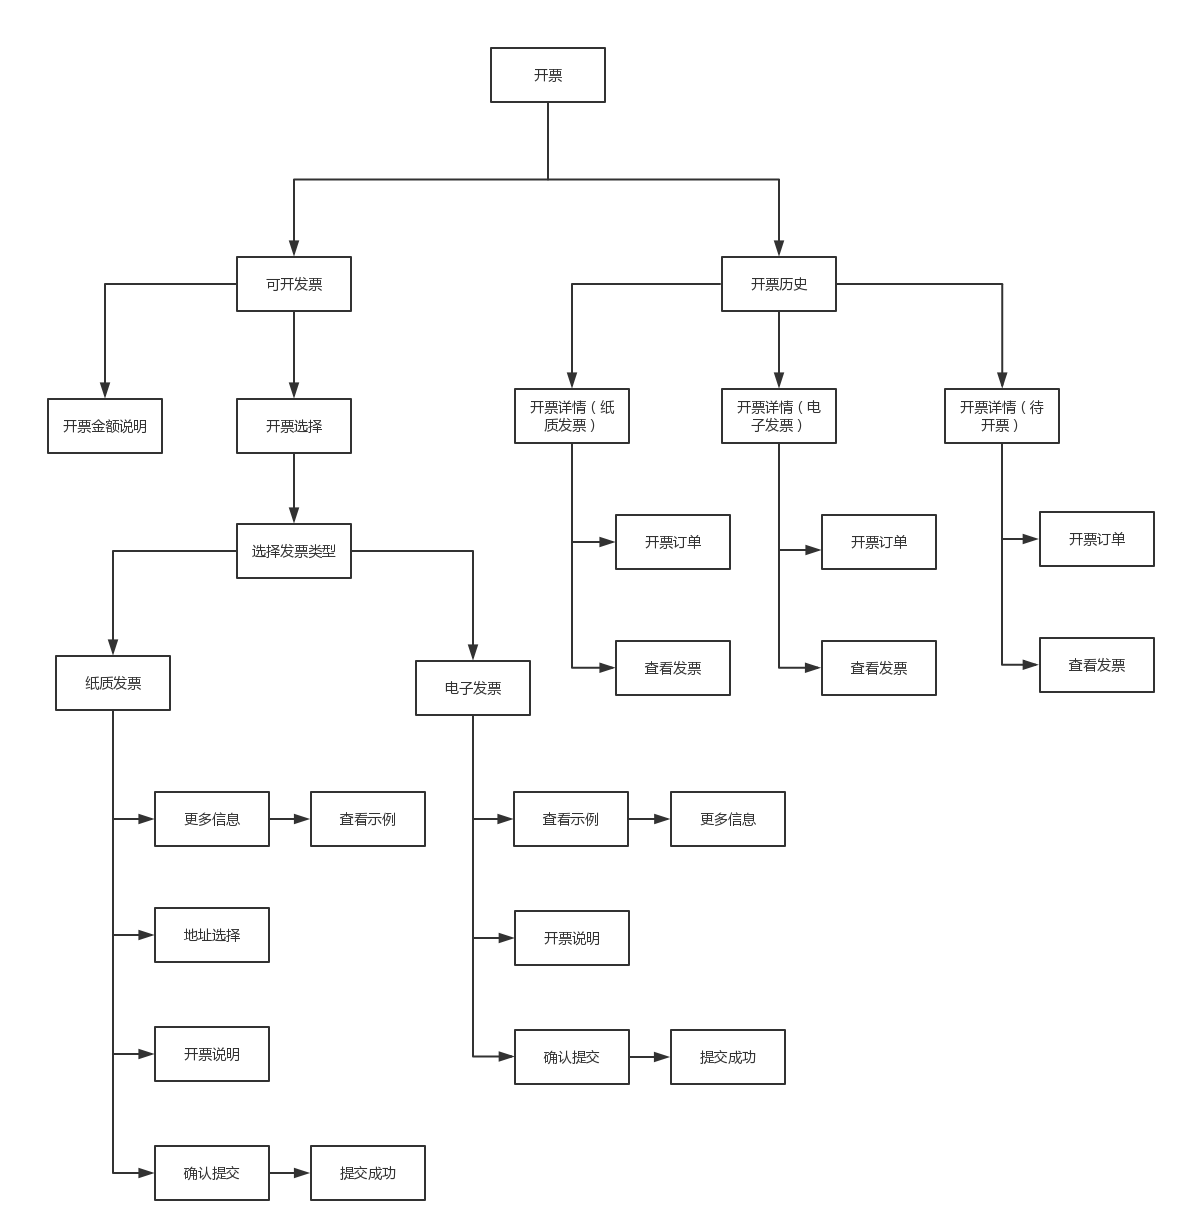 开票
可开发票
开票历史
开票金额说明
开票选择
开票详情（纸
质发票）
开票详情（电
子发票）
开票详情（待
开票）
选择发票类型
开票订单
开票订单
开票订单
纸质发票
电子发票
查看发票
查看发票
查看发票
更多信息
查看示例
查看示例
更多信息
地址选择
开票说明
开票说明
确认提交
提交成功
确认提交
提交成功